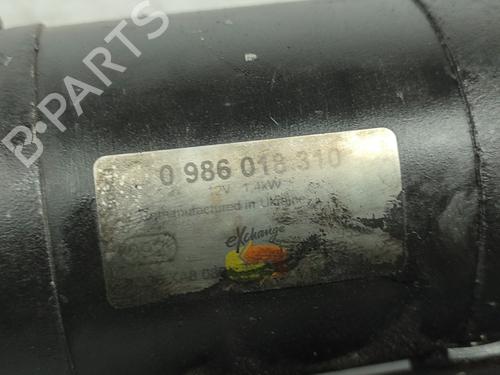 B-PARTS
0 986 018 310
12V 1.4kW
Remanufactured in Ukraine
eXchange